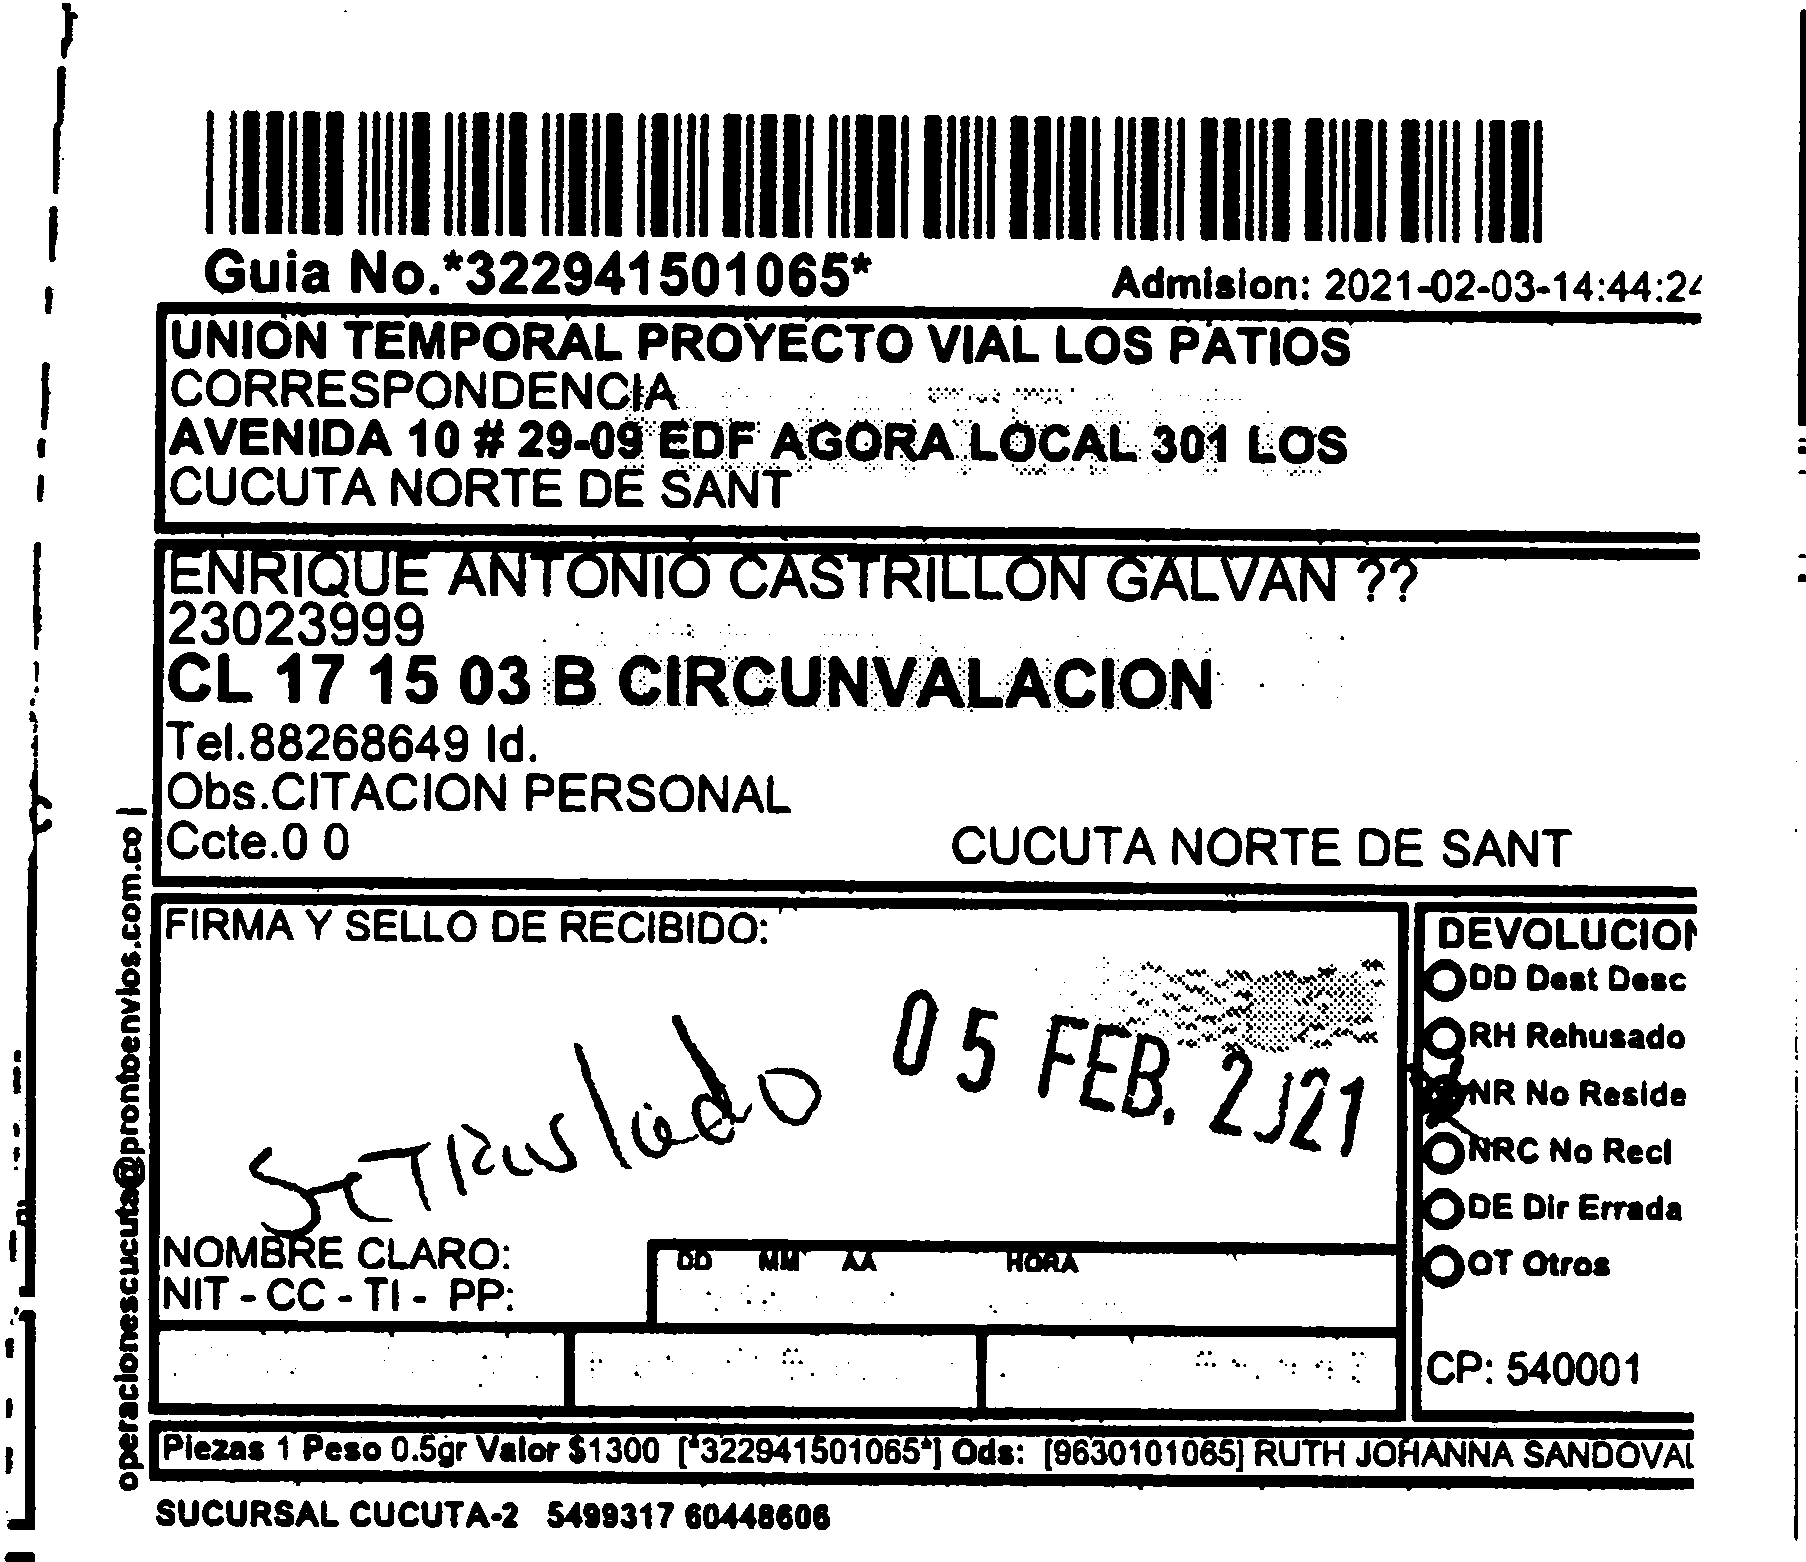 Guia No.*322941501065*
Admision: 2021-02-03-14:44:24
UNION TEMPORAL PROYECTO VIAL LOS PATIOS
CORRESPONDENCIA
AVENIDA 10 # 29-09 EDF AGORA LOCAL 301 LOS
CUCUTA NORTE DE SANT
ENRIQUE ANTONIO CASTRILLON GALVAN ??
23023999
CL 17 15 03 B CIRCUNVALACION
Tel.88268649 Id.
Obs.CITACION PERSONAL
Ccte.0 0
CUCUTA NORTE DE SANT
operacionescucuta@prontoenvios.com.co |
FIRMA Y SELLO DE RECIBIDO:
05 FEB. 2021
Se Traslado
NOMBRE CLARO:
NIT - CC - TI - PP:
DD MM AA HORA
DEVOLUCION
DD Dest Desc
RH Rehusado
NR No Reside
NRC No Recl
DE Dir Errada
OT Otros
CP: 540001
Piezas 1 Peso 0.5gr Valor $1300 [*322941501065*] Ods: [9630101065] RUTH JOHANNA SANDOVAL
SUCURSAL CUCUTA-2 5499317 60448606